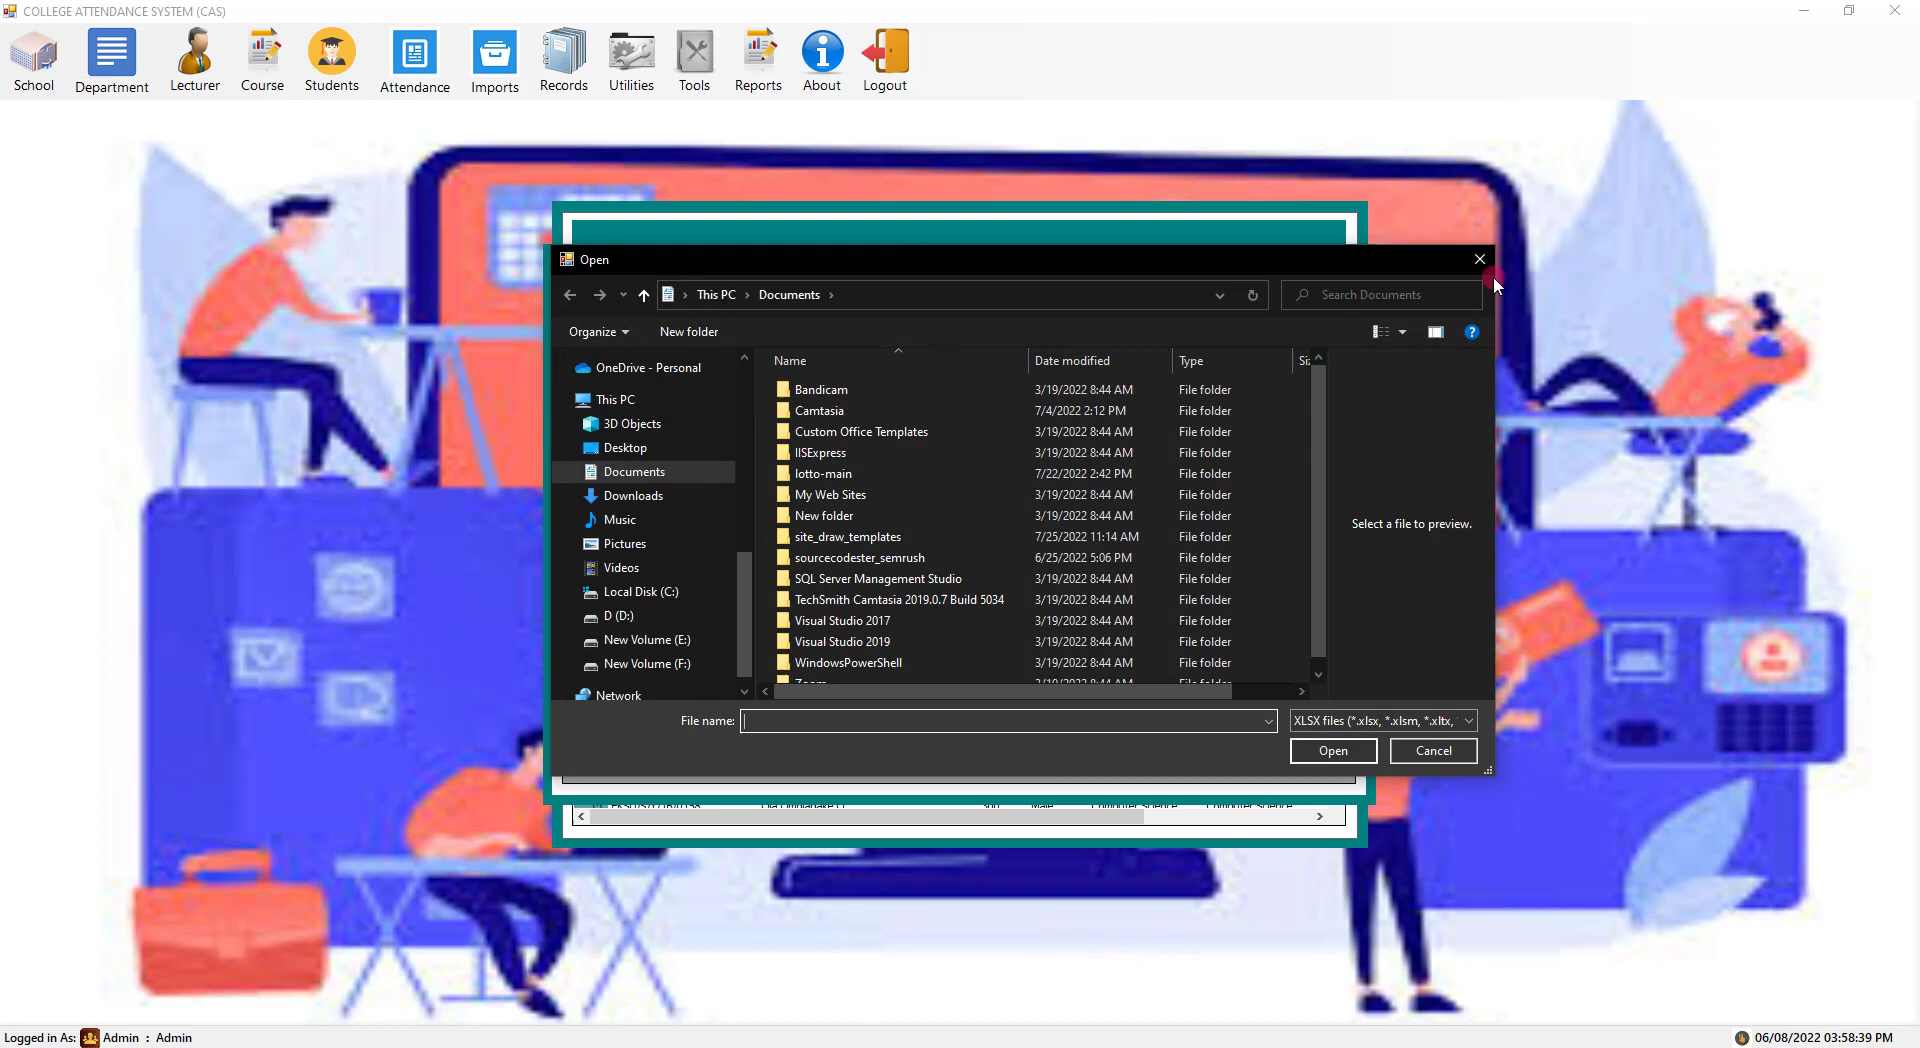 COLLEGE ATTENDANCE SYSTEM (CAS)
School Department Lecturer Course Students Attendance Imports Records Utilities Tools Reports About Logout
Open
This PC Documents
Search Documents
Organize New folder
OneDrive - Personal
This PC
3D Objects
Desktop
Documents
Downloads
Music
Pictures
Videos
Local Disk (C:)
D (D:)
New Volume (E:)
New Volume (F:)
Network
Name Date modified Type
Bandicam 3/19/2022 8:44 AM File folder
Camtasia 7/4/2022 2:12 PM File folder
Custom Office Templates 3/19/2022 8:44 AM File folder
IISExpress 3/19/2022 8:44 AM File folder
lotto-main 7/22/2022 2:42 PM File folder
My Web Sites 3/19/2022 8:44 AM File folder
New folder 3/19/2022 8:44 AM File folder
site_draw_templates 7/25/2022 11:14 AM File folder
sourcecodester_semrush 6/25/2022 5:06 PM File folder
SQL Server Management Studio 3/19/2022 8:44 AM File folder
TechSmith Camtasia 2019.0.7 Build 5034 3/19/2022 8:44 AM File folder
Visual Studio 2017 3/19/2022 8:44 AM File folder
Visual Studio 2019 3/19/2022 8:44 AM File folder
WindowsPowerShell 3/19/2022 8:44 AM File folder
Select a file to preview.
File name: XLSX files (*.xlsx, *.xlsm, *.xltx,
Open Cancel
Computer Science Computer Science
Logged in As: Admin : Admin
06/08/2022 03:58:39 PM